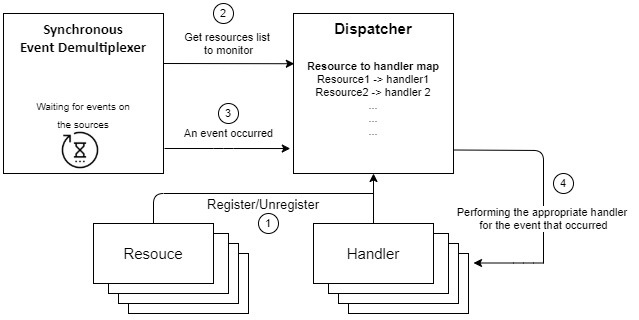 Synchronous
Event Demultiplexer
Waiting for events on
the sources
...
2
Get resources list
to monitor
3
An event occurred
Dispatcher
Resource to handler map
Resource1 -> handler1
Resource2 -> handler 2
...
...
...
4
Performing the appropriate handler
for the event that occurred
Register/Unregister
1
Resouce
Handler